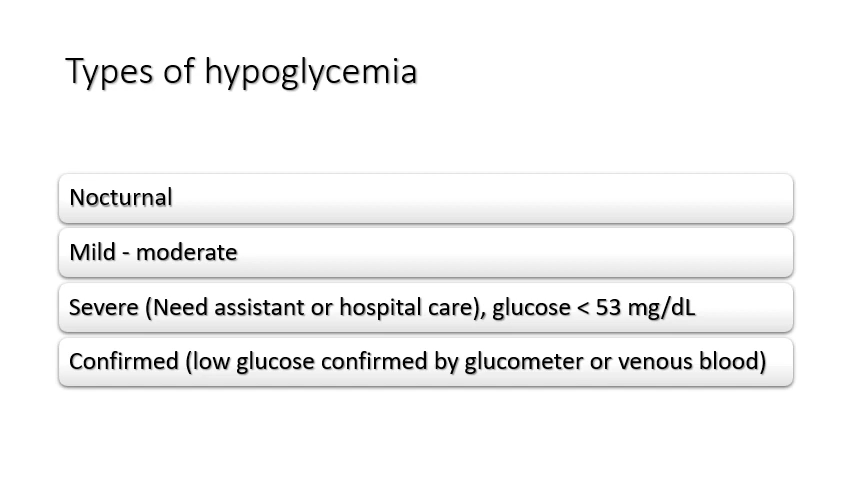 Types of hypoglycemia
Nocturnal
Mild - moderate
Severe (Need assistant or hospital care), glucose < 53 mg/dL
Confirmed (low glucose confirmed by glucometer or venous blood)